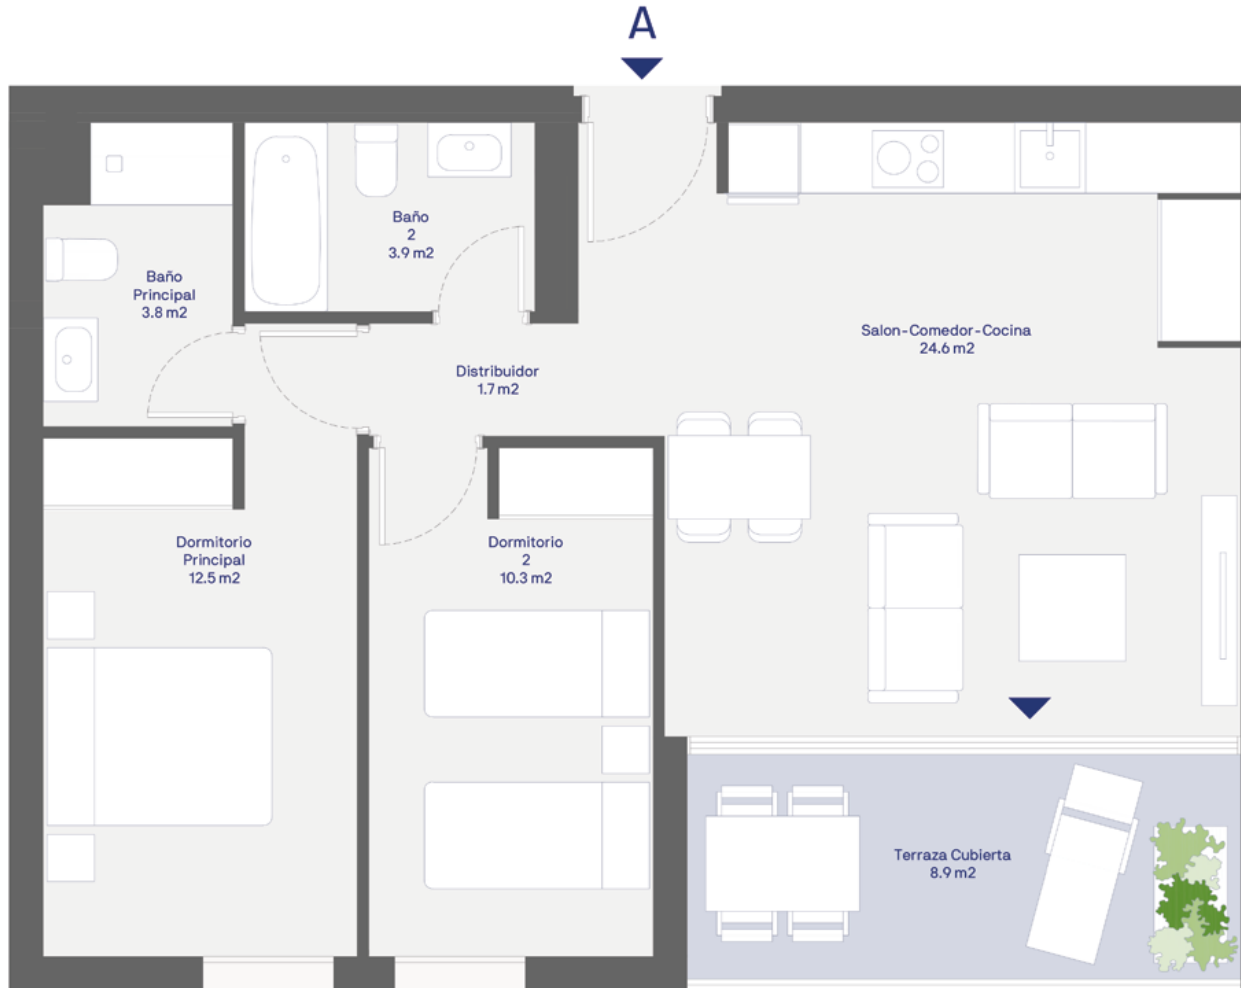 A
Baño
2
3.9 m2
Baño
Principal
3.8 m2
Salon-Comedor-Cocina
24.6 m2
Distribuidor
1.7 m2
Dormitorio
Principal
12.5 m2
Dormitorio
2
10.3 m2
Terraza Cubierta
8.9 m2